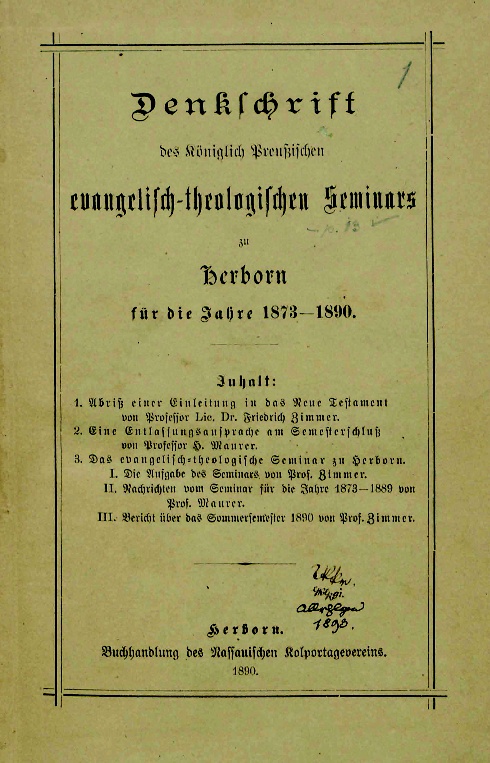 1
Denkschrift
des Königlich Preußischen
evangelisch-theologischen Seminars
zu
Herborn
für die Jahre 1873—1890.
Inhalt:
1. Abriß einer Einleitung in das Neue Testament
von Professor Lic. Dr. Friedrich Zimmer.
2. Eine Entlassungsansprache am Semesterschluß
von Professor H. Maurer.
3. Das evangelisch-theologische Seminar zu Herborn.
I. Die Aufgabe des Seminars von Prof. Zimmer.
II. Nachrichten vom Seminar für die Jahre 1873—1889 von
Prof. Maurer.
III. Bericht über das Sommersemester 1890 von Prof. Zimmer.
1893.
Herborn.
Buchhandlung des Nassauischen Kolportagevereins.
1890.